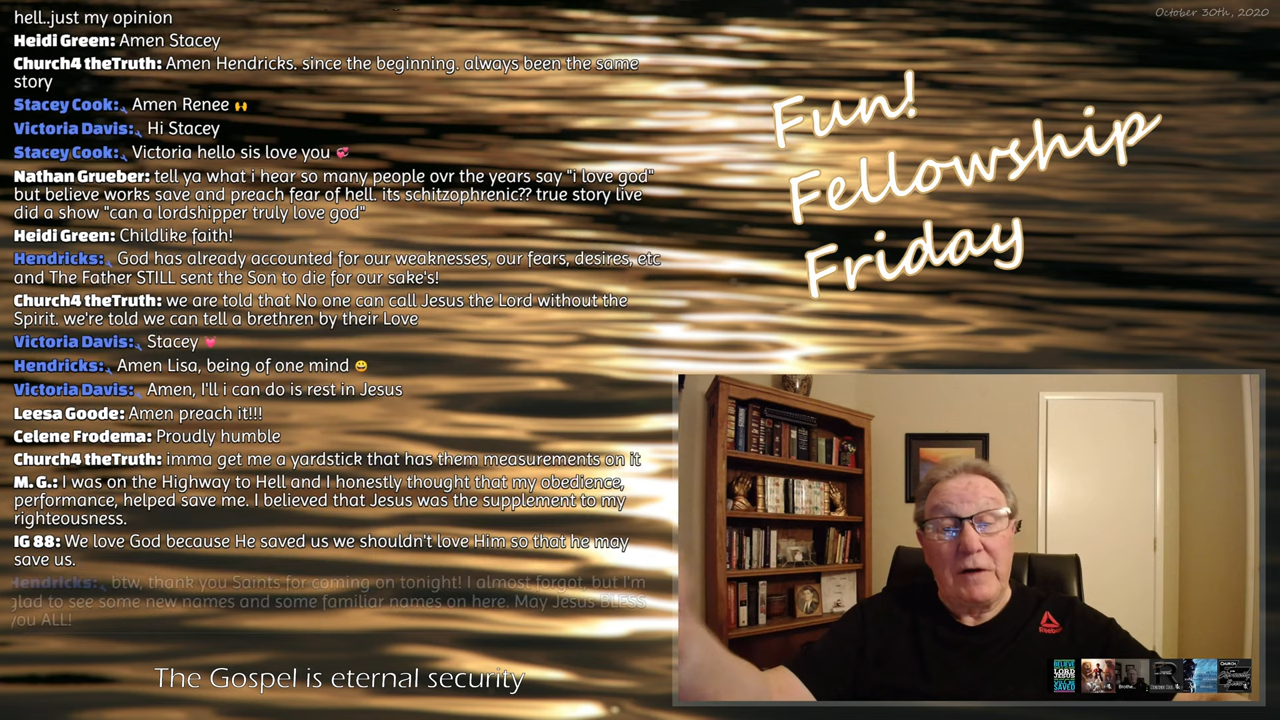 hell..just my opinion
Heidi Green: Amen Stacey
Church4 theTruth: Amen Hendricks. since the beginning. always been the same
story
Stacey Cook: Amen Renee 🙌
Victoria Davis: Hi Stacey
Stacey Cook: Victoria hello sis love you 💞
Nathan Grueber: tell ya what i hear so many people ovr the years say "i love god"
but believe works save and preach fear of hell. its schitzophrenic?? true story live
did a show "can a lordshipper truly love god"
Heidi Green: Childlike faith!
Hendricks: God has already accounted for our weaknesses, our fears, desires, etc
and The Father STILL sent the Son to die for our sake's!
Church4 theTruth: we are told that No one can call Jesus the Lord without the
Spirit. we're told we can tell a brethren by their Love
Victoria Davis: Stacey 💓
Hendricks: Amen Lisa, being of one mind 😀
Victoria Davis: Amen, I'll i can do is rest in Jesus
Leesa Goode: Amen preach it!!!
Celene Frodema: Proudly humble
Church4 theTruth: imma get me a yardstick that has them measurements on it
M. G.: I was on the Highway to Hell and I honestly thought that my obedience,
performance, helped save me. I believed that Jesus was the supplement to my
righteousness.
IG 88: We love God because He saved us we shouldn't love Him so that he may
save us.
Hendricks: btw, thank you Saints for coming on tonight! I almost forgot, but I'm
glad to see some new names and some familiar names on here. May Jesus BLESS
you ALL!
The Gospel is eternal security
October 30th, 2020
Fun!
Fellowship
Friday
Reebok
BELIEVE
LORD
JESUS
SAVED
Brothe..
CHURCH